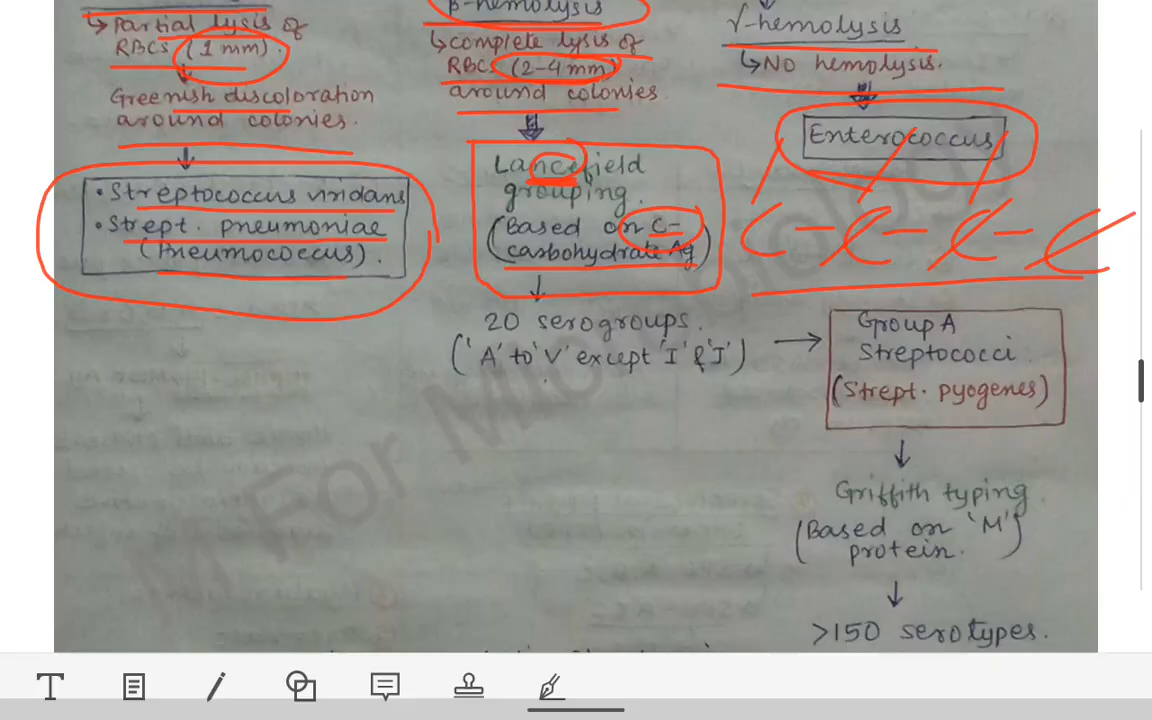 ↳ Partial lysis of
RBCs (1 mm).
Greenish discoloration
around colonies.
• Streptococcus viridans
• Strept. pneumoniae
(Pneumococcus).
β-hemolysis
↳ complete lysis of
RBCs (2-4 mm)
around colonies.
Lancefield
grouping.
(Based on C-
carbohydrate Ag)
20 serogroups.
('A' to 'V' except 'I' & 'J')
γ-hemolysis
↳ No hemolysis.
Enterococcus
Group A
Streptococci
(Strept. pyogenes)
Griffith typing
(Based on 'M'
protein.)
>150 serotypes.
M For Microbiology